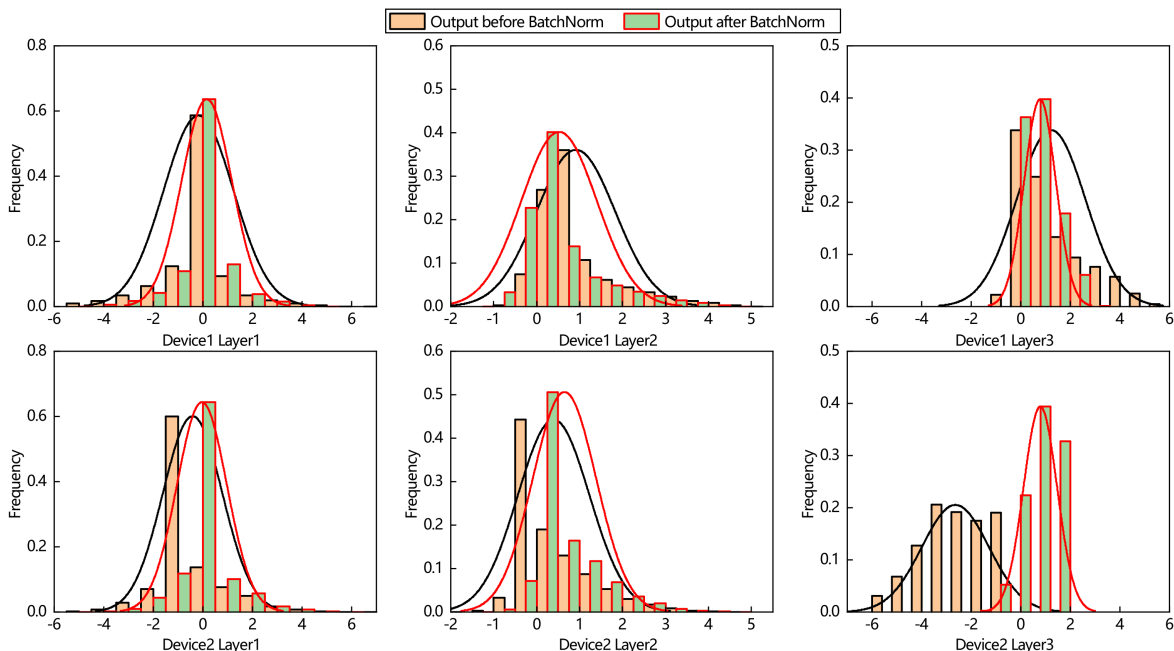 Output before BatchNorm Output after BatchNorm
0.8
0.6
0.4
0.2
0.0
Frequency
-6 -4 -2 0 2 4 6
Device1 Layer1
0.6
0.5
0.4
0.3
0.2
0.1
0.0
Frequency
-2 -1 0 1 2 3 4 5
Device1 Layer2
0.5
0.4
0.3
0.2
0.1
0.0
Frequency
-6 -4 -2 0 2 4 6
Device1 Layer3
0.8
0.6
0.4
0.2
0.0
Frequency
-6 -4 -2 0 2 4 6
Device2 Layer1
0.6
0.5
0.4
0.3
0.2
0.1
0.0
Frequency
-2 -1 0 1 2 3 4 5
Device2 Layer2
0.5
0.4
0.3
0.2
0.1
0.0
Frequency
-6 -4 -2 0 2 4 6
Device2 Layer3